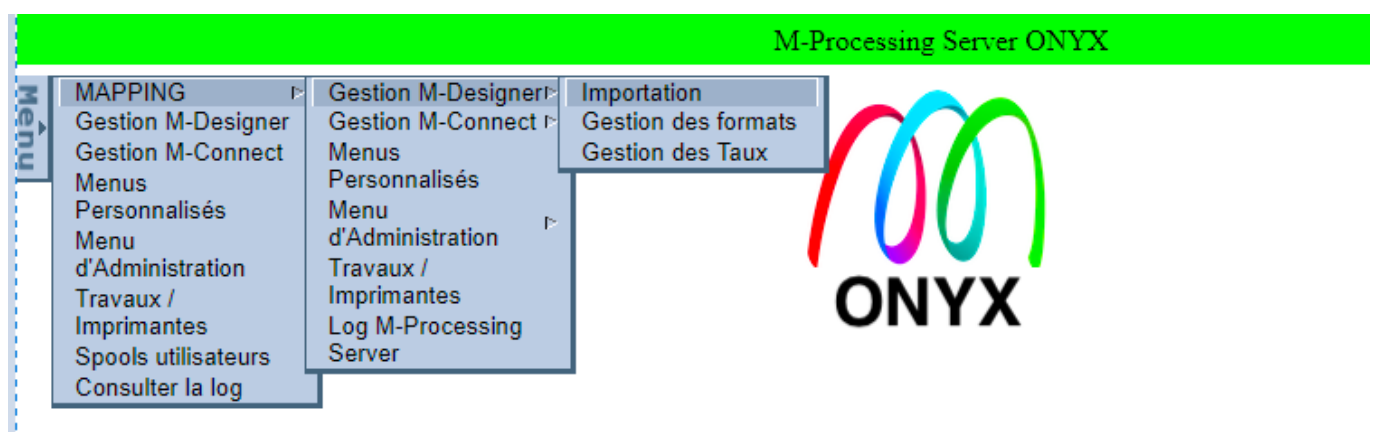 M-Processing Server ONYX
Menu
MAPPING
Gestion M-Designer
Gestion M-Connect
Menus
Personnalisés
Menu
d'Administration
Travaux /
Imprimantes
Spools utilisateurs
Consulter la log
Gestion M-Designer
Gestion M-Connect
Menus
Personnalisés
Menu
d'Administration
Travaux /
Imprimantes
Log M-Processing
Server
Importation
Gestion des formats
Gestion des Taux
ONYX